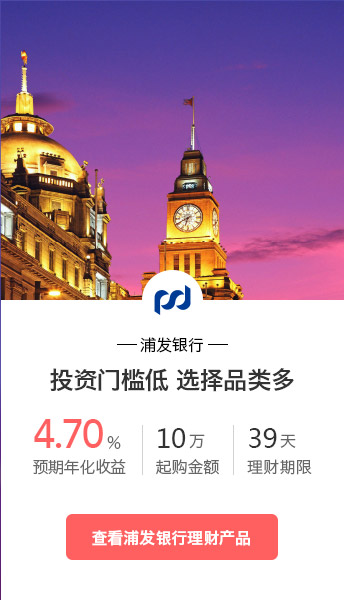 浦发银行
投资门槛低 选择品类多
4.70% 10万 39天
预期年化收益 起购金额 理财期限
查看浦发银行理财产品